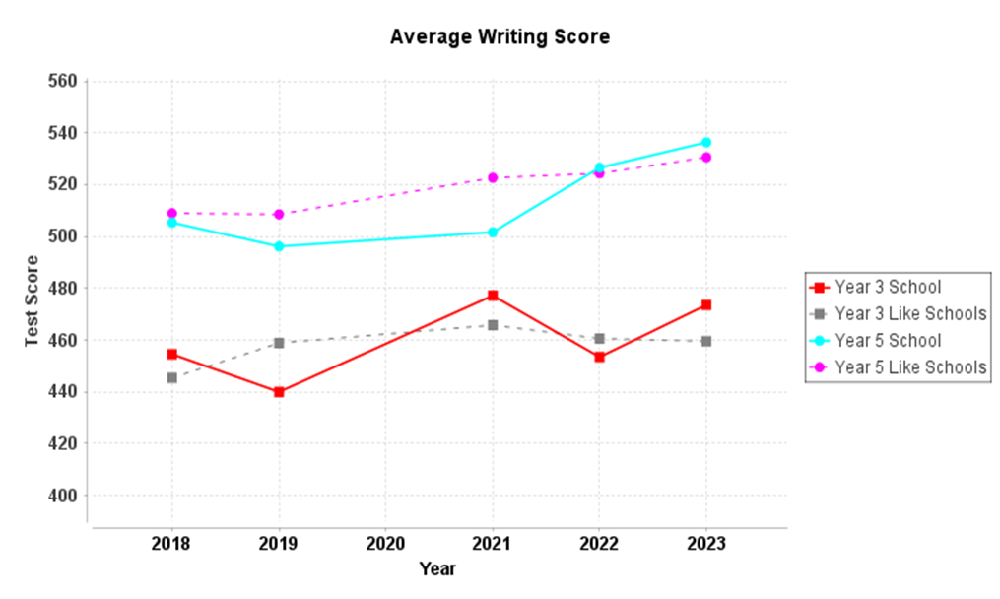 Average Writing Score
560
540
520
500
480
460
440
420
400
Test Score
2018 2019 2020 2021 2022 2023
Year
Year 3 School
Year 3 Like Schools
Year 5 School
Year 5 Like Schools